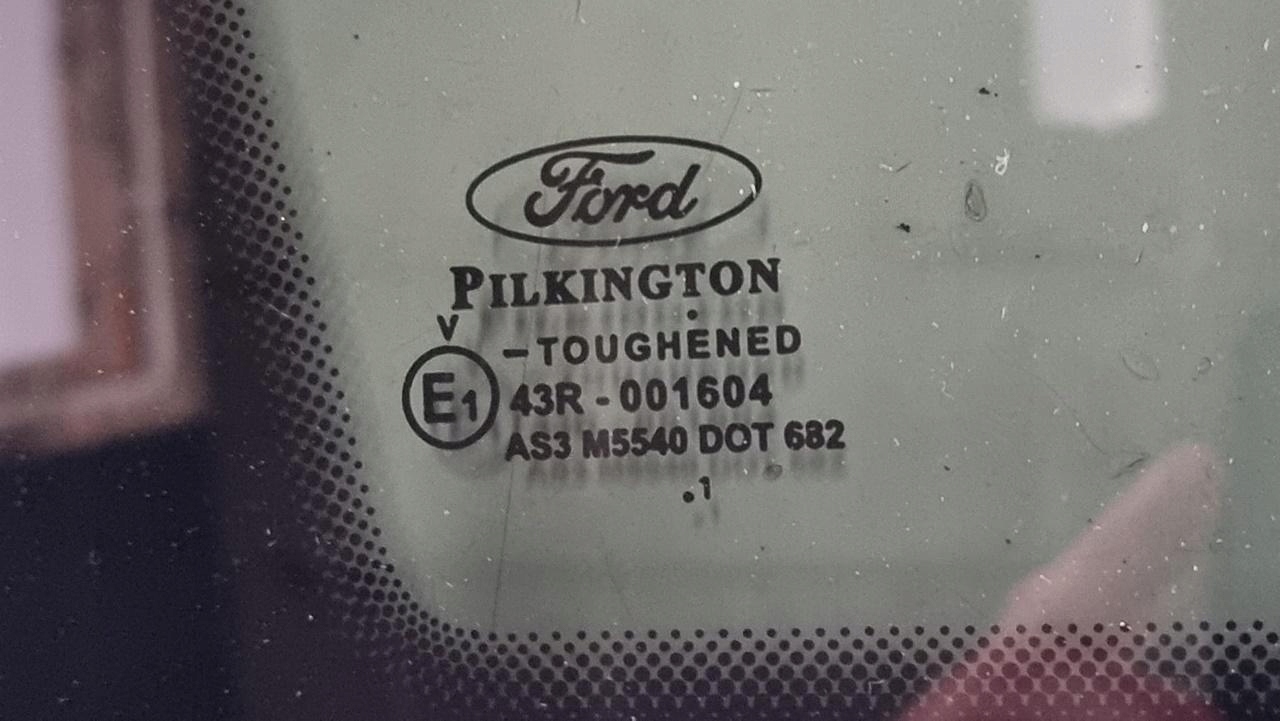 Ford
PILKINGTON
V
– TOUGHENED
E1 43R - 001604
AS3 M5540 DOT 682
.1